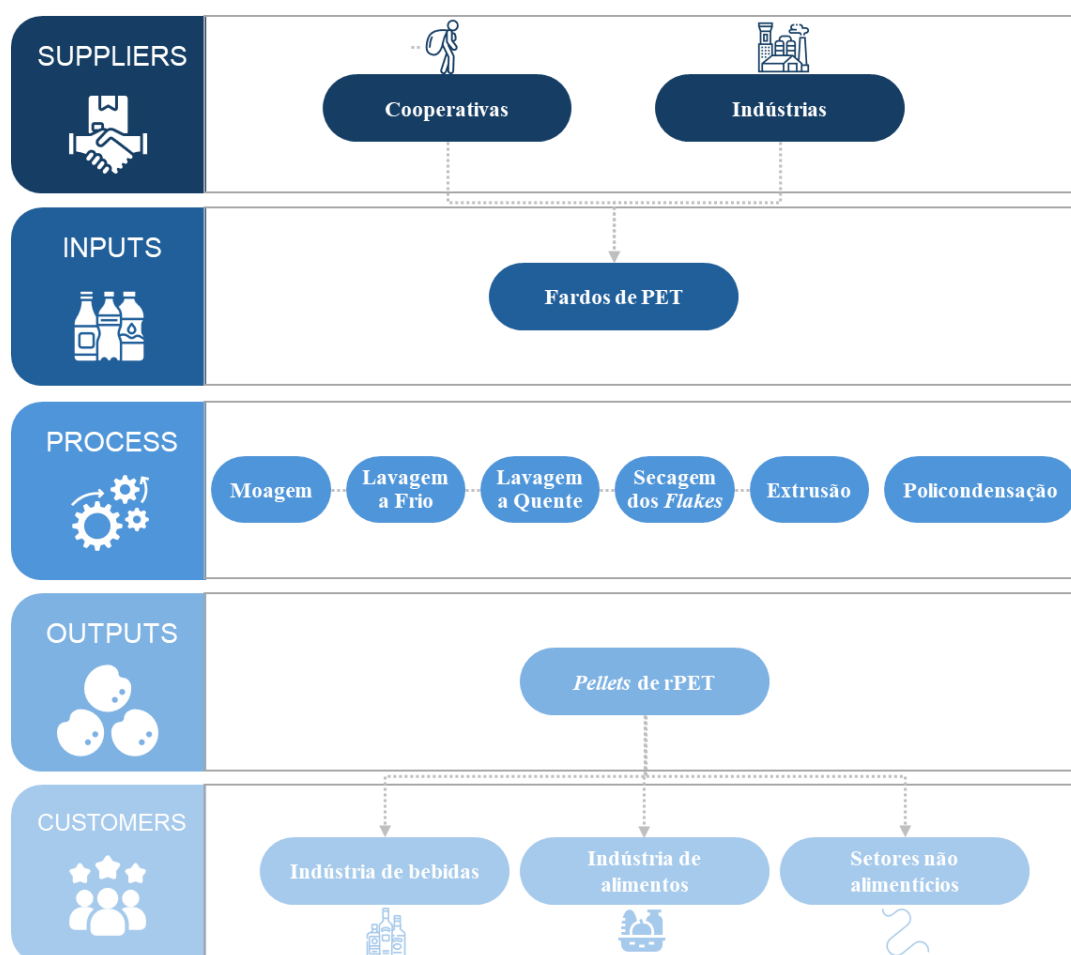 SUPPLIERS
Cooperativas
Indústrias
INPUTS
Fardos de PET
PROCESS
Moagem
Lavagem
a Frio
Lavagem
a Quente
Secagem
dos Flakes
Extrusão
Policondensação
OUTPUTS
Pellets de rPET
CUSTOMERS
Indústria de bebidas
Indústria de
alimentos
Setores não
alimentícios